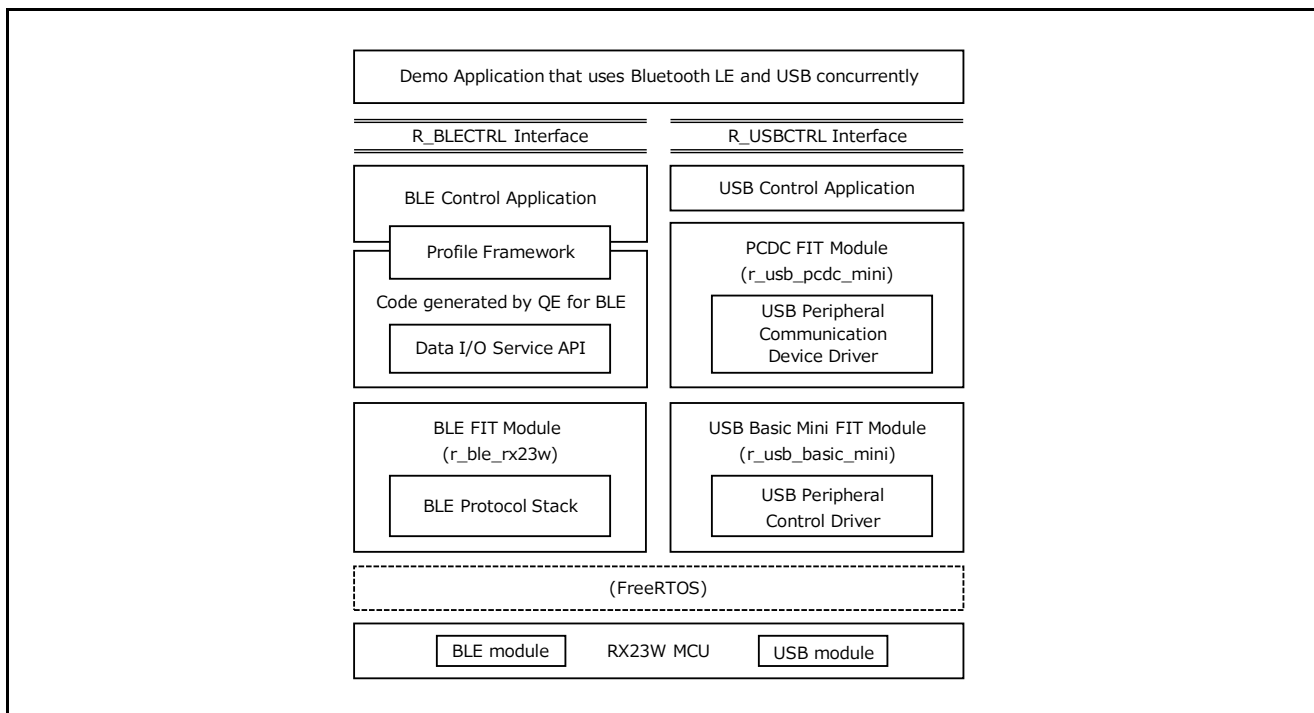 Demo Application that uses Bluetooth LE and USB concurrently
R_BLECTRL Interface
R_USBCTRL Interface
BLE Control Application
USB Control Application
Profile Framework
Code generated by QE for BLE
Data I/O Service API
PCDC FIT Module
(r_usb_pcdc_mini)
USB Peripheral
Communication
Device Driver
BLE FIT Module
(r_ble_rx23w)
BLE Protocol Stack
USB Basic Mini FIT Module
(r_usb_basic_mini)
USB Peripheral
Control Driver
(FreeRTOS)
BLE module
RX23W MCU
USB module